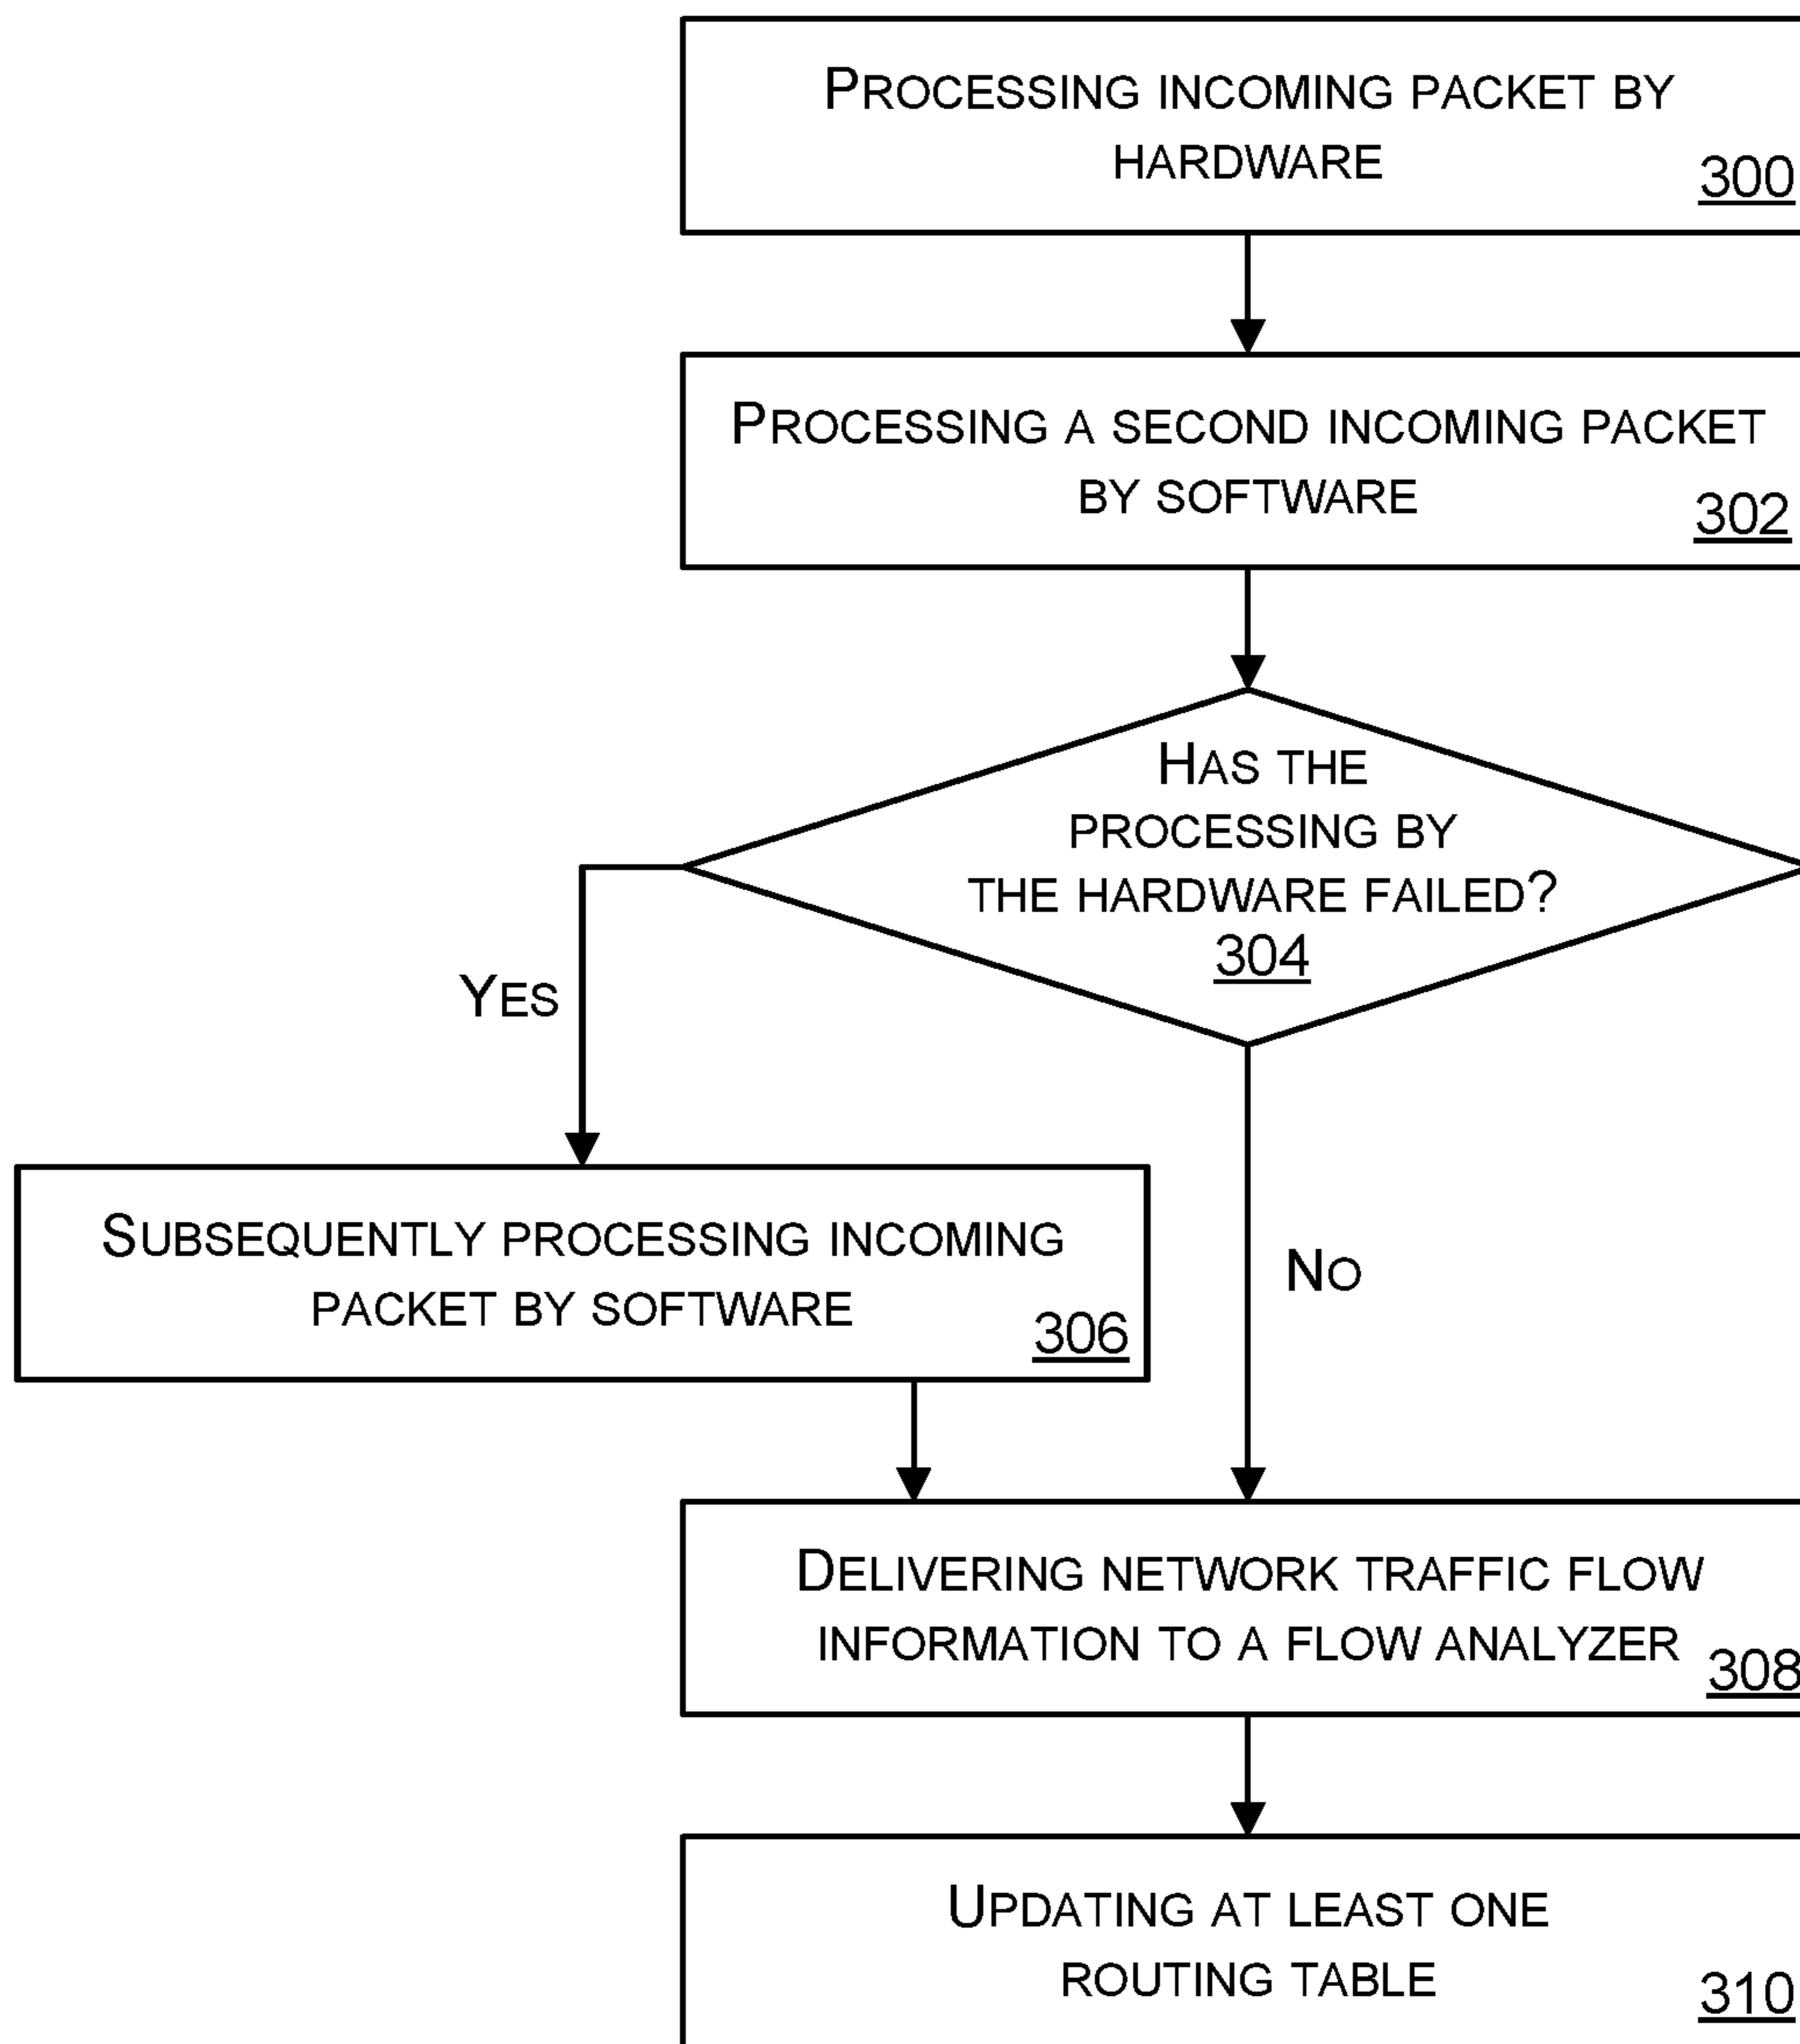 PROCESSING INCOMING PACKET BY
HARDWARE
300
PROCESSING A SECOND INCOMING PACKET
BY SOFTWARE
302
HAS THE
PROCESSING BY
THE HARDWARE FAILED?
304
YES
SUBSEQUENTLY PROCESSING INCOMING
PACKET BY SOFTWARE
306
NO
DELIVERING NETWORK TRAFFIC FLOW
INFORMATION TO A FLOW ANALYZER
308
UPDATING AT LEAST ONE
ROUTING TABLE
310